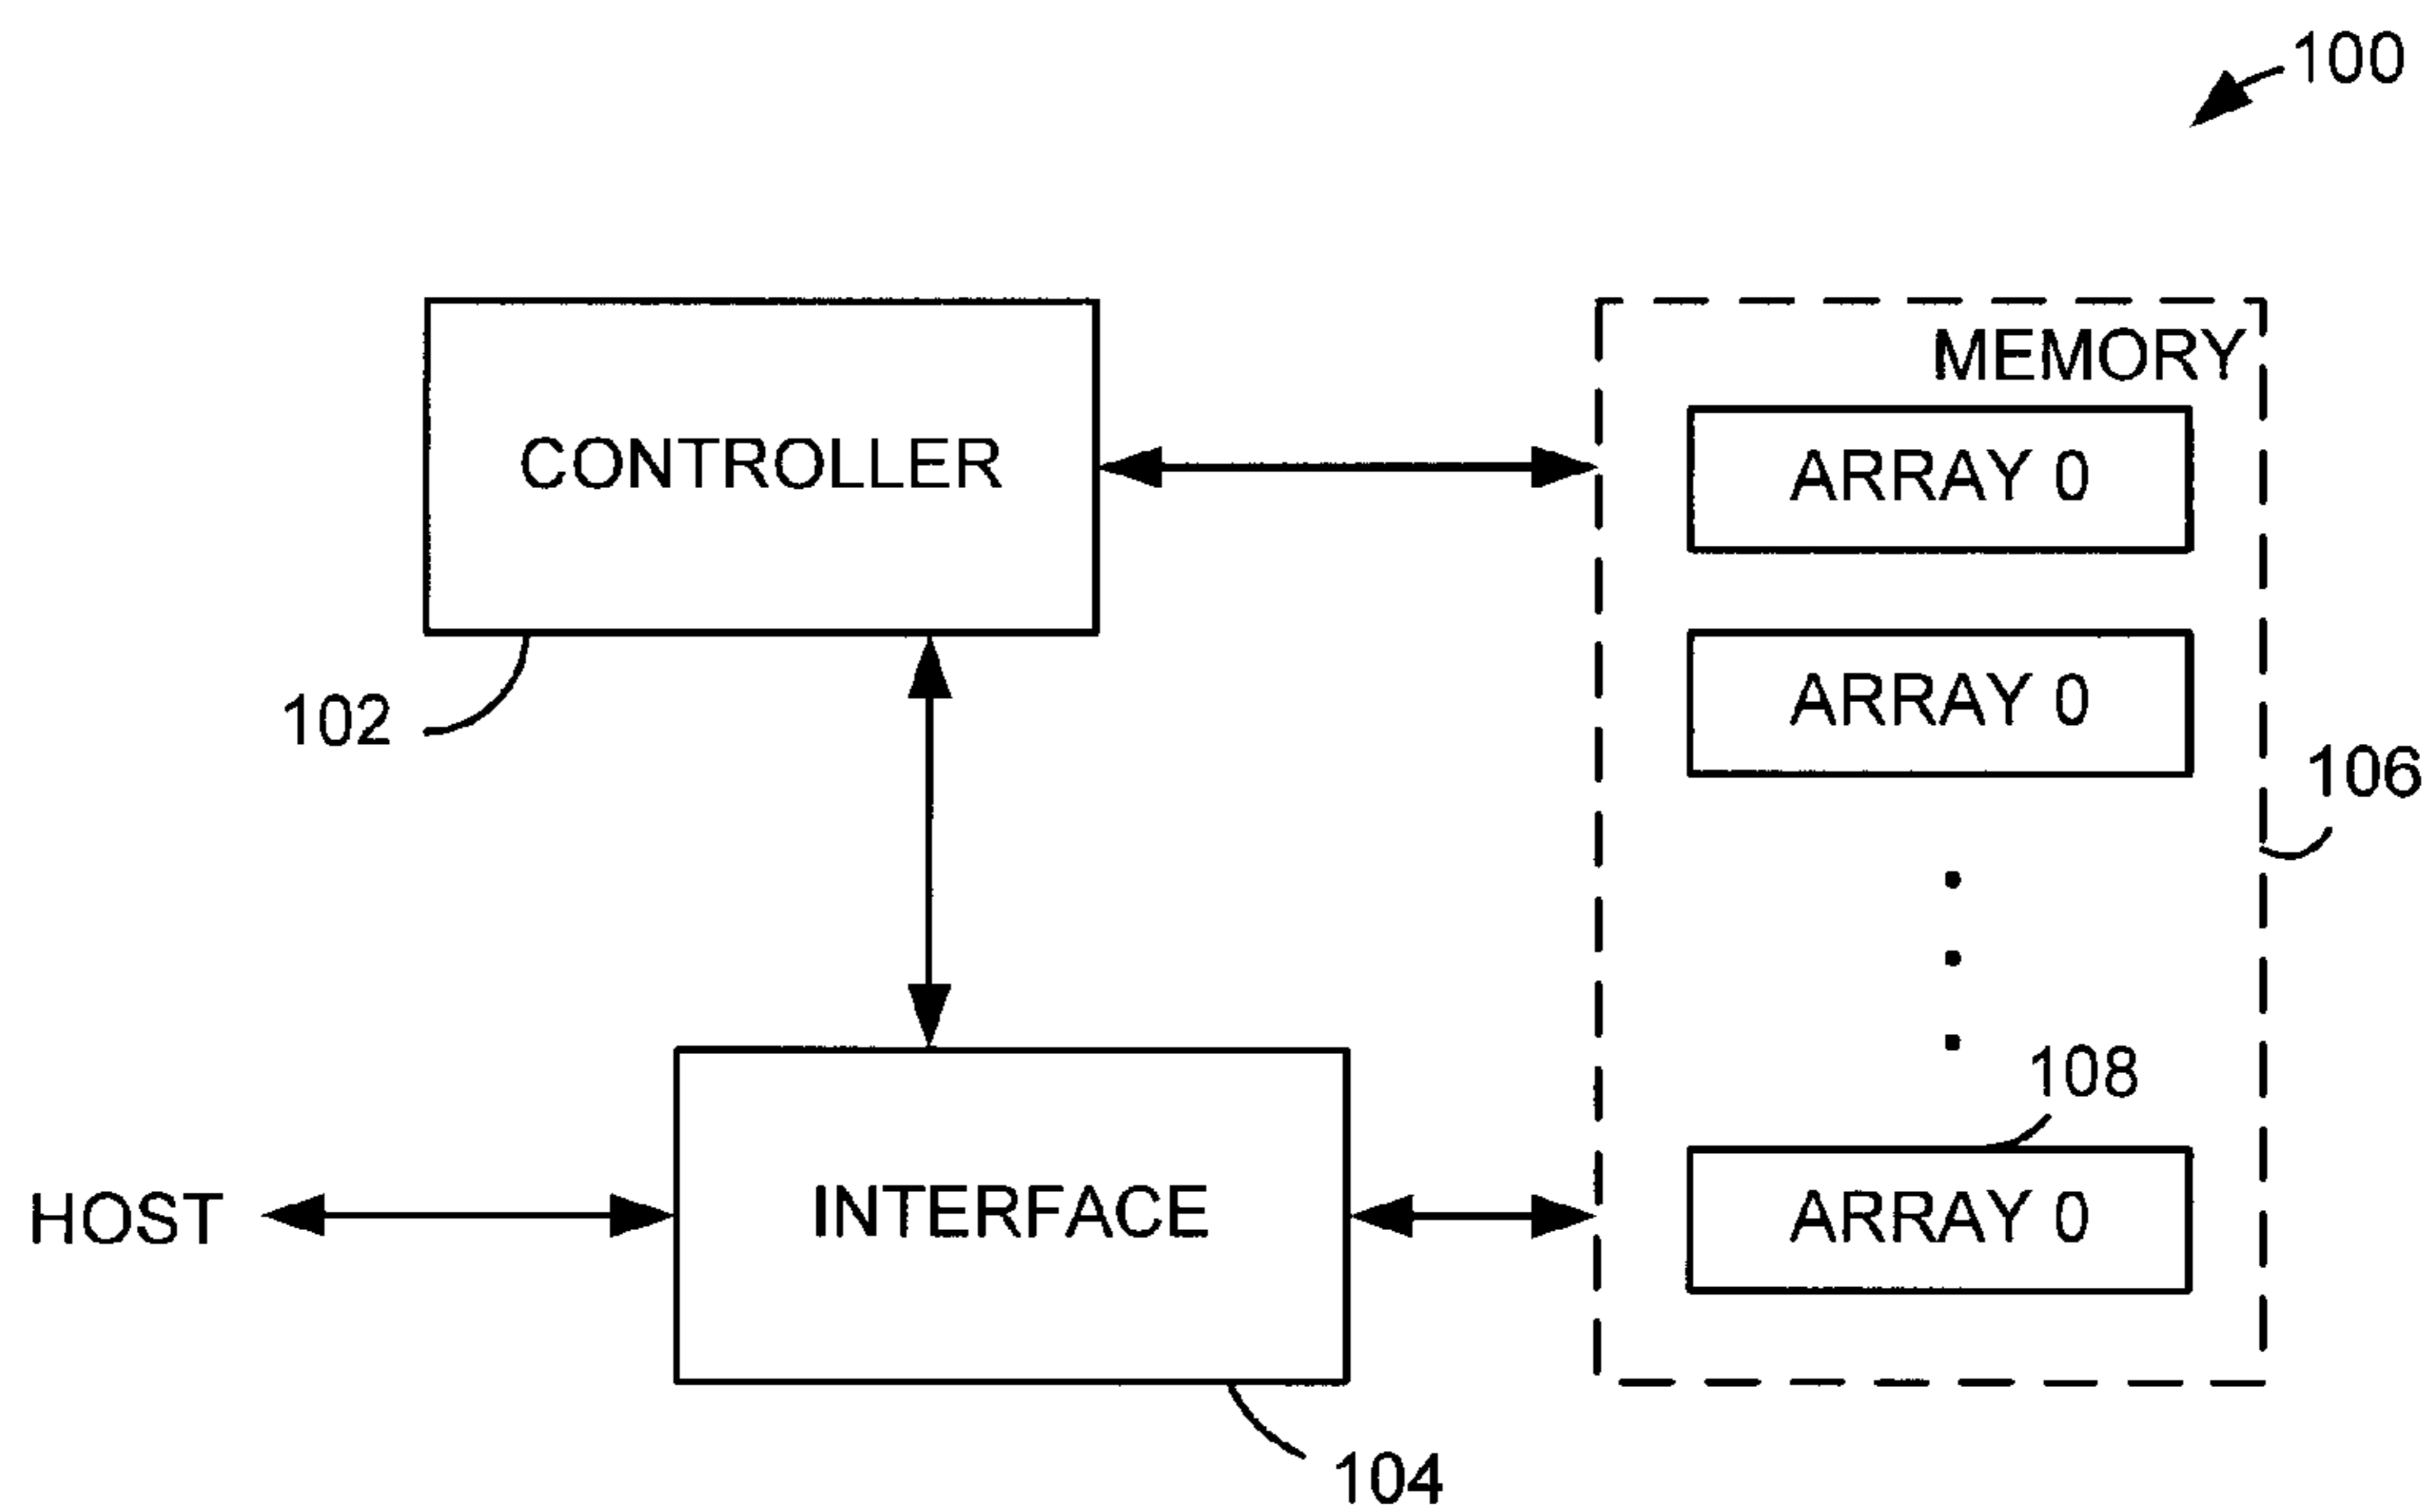 100
MEMORY
CONTROLLER
ARRAY 0
ARRAY 0
102
106
108
HOST
INTERFACE
ARRAY 0
104